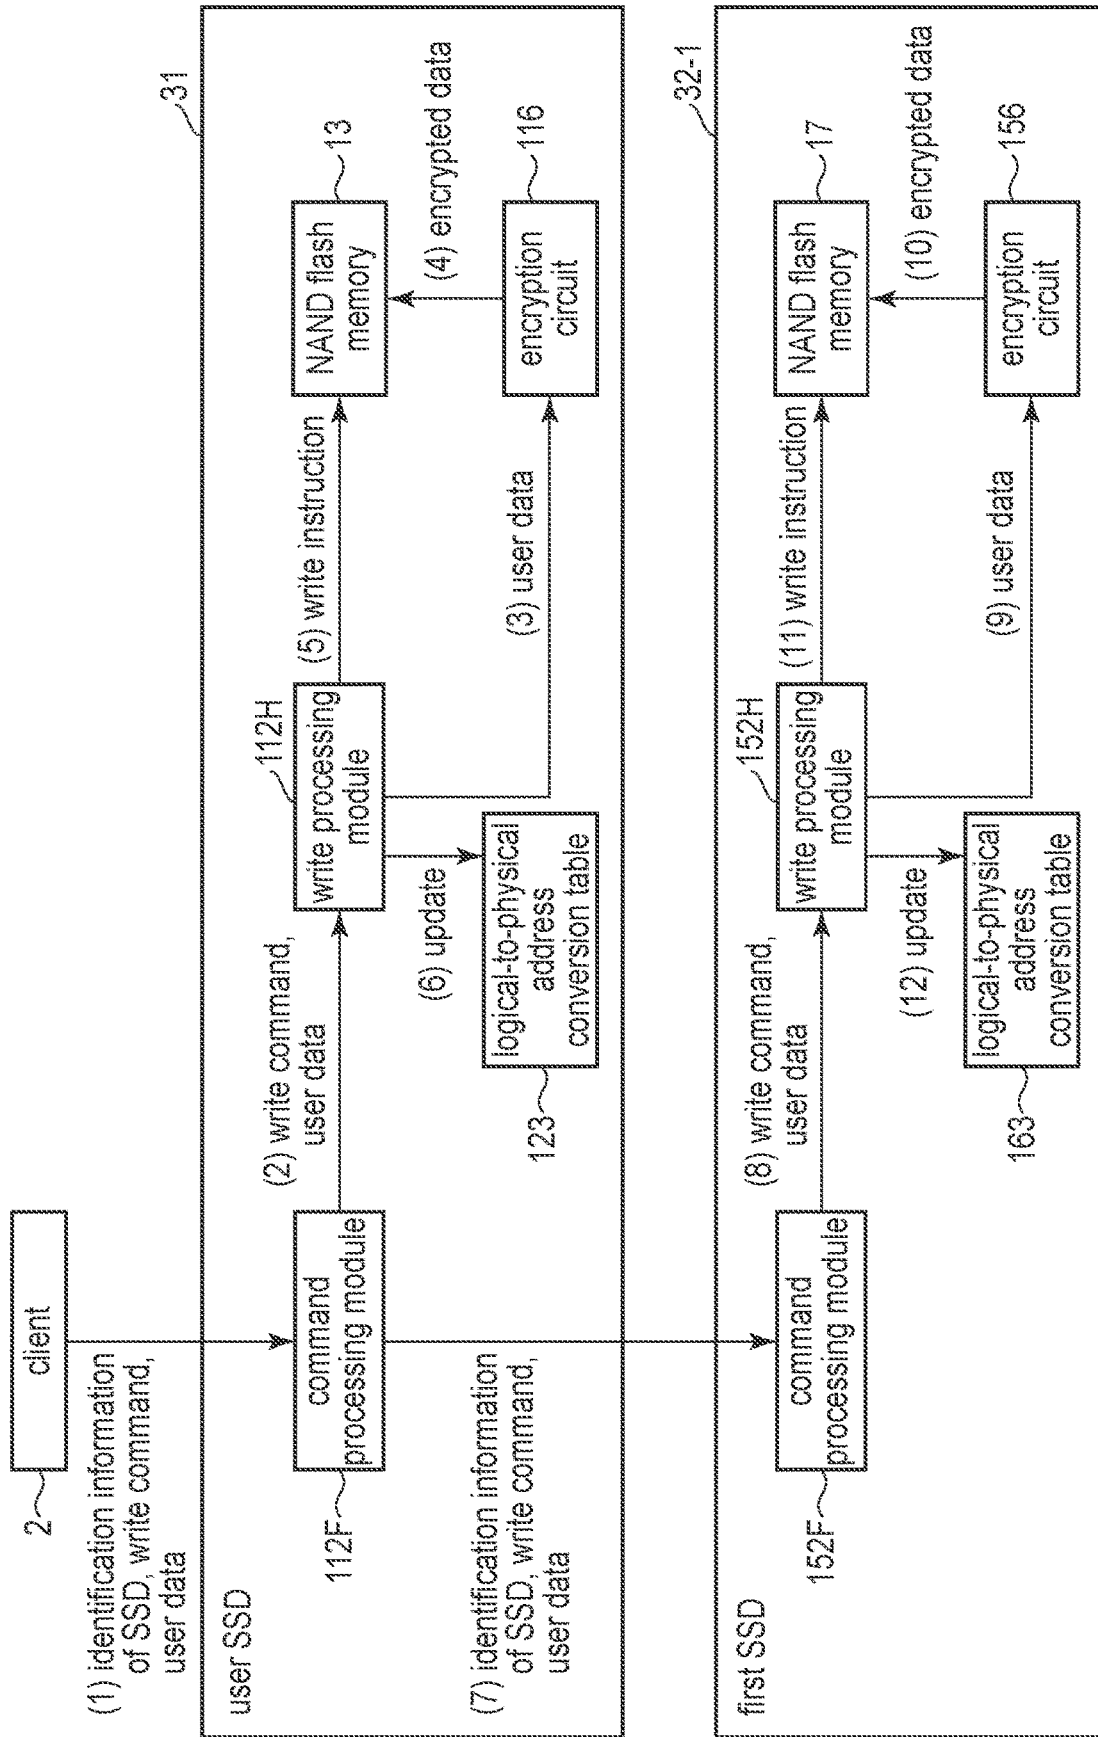 client
2
(1) identification information
of SSD, write command,
user data
31
user SSD
command
processing module
112F
(2) write command,
user data
write processing
module
112H
(5) write instruction
NAND flash
memory
13
(4) encrypted data
encryption
circuit
116
(3) user data
(6) update
logical-to-physical
address
conversion table
123
(7) identification information
of SSD, write command,
user data
32-1
first SSD
command
processing module
152F
(8) write command,
user data
write processing
module
152H
(11) write instruction
NAND flash
memory
17
(10) encrypted data
encryption
circuit
156
(9) user data
(12) update
logical-to-physical
address
conversion table
163